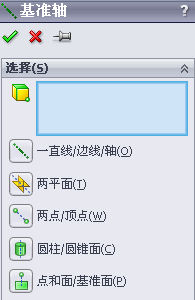 基准轴 ?
选择(S)
一直线/边线/轴(O)
两平面(T)
两点/顶点(W)
圆柱/圆锥面(C)
点和面/基准面(P)